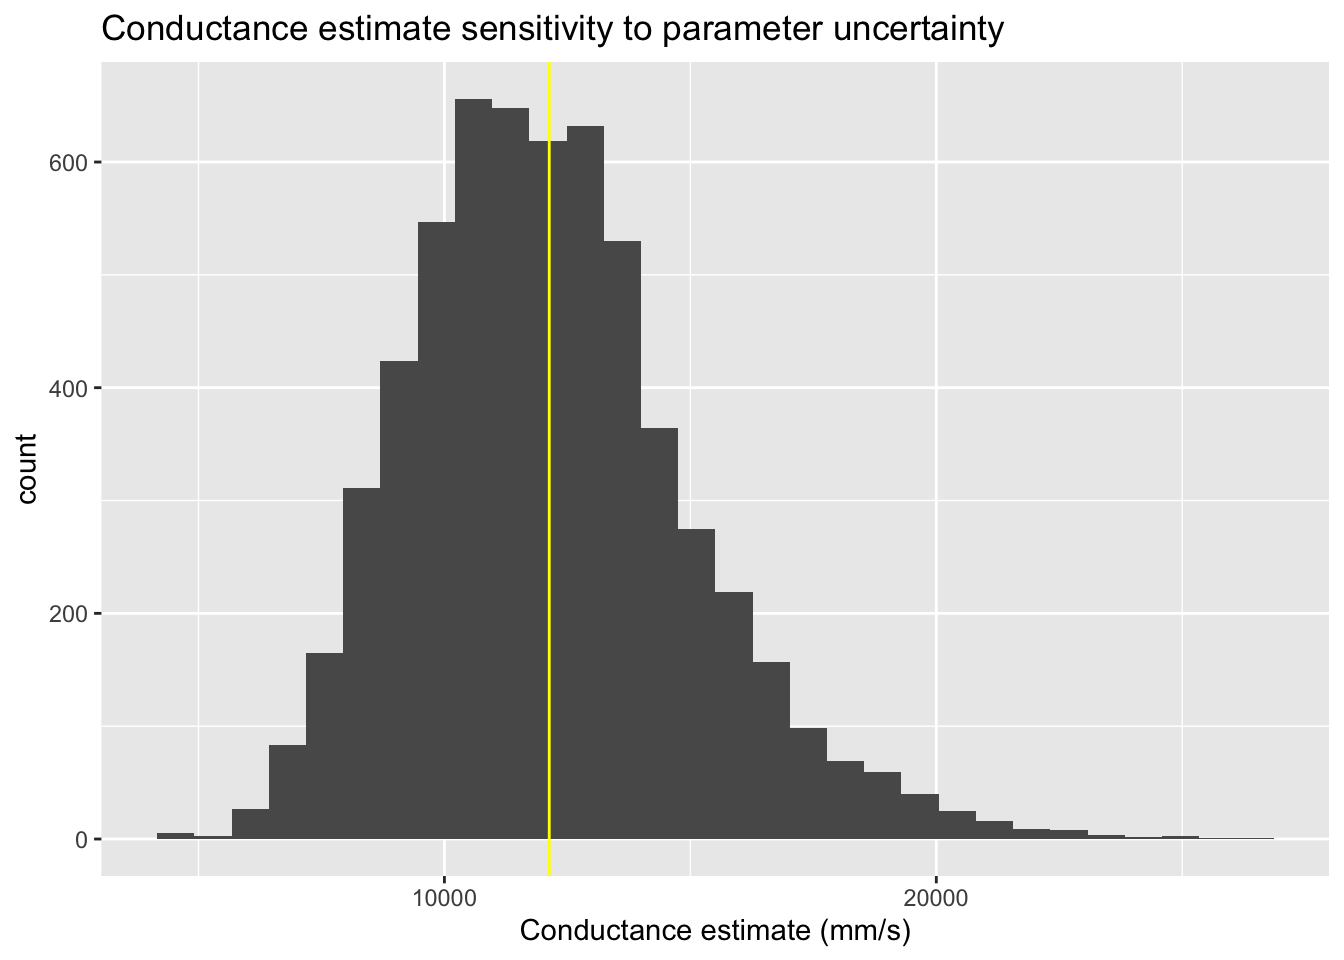 Conductance estimate sensitivity to parameter uncertainty
600
400
200
0
count
10000
20000
Conductance estimate (mm/s)